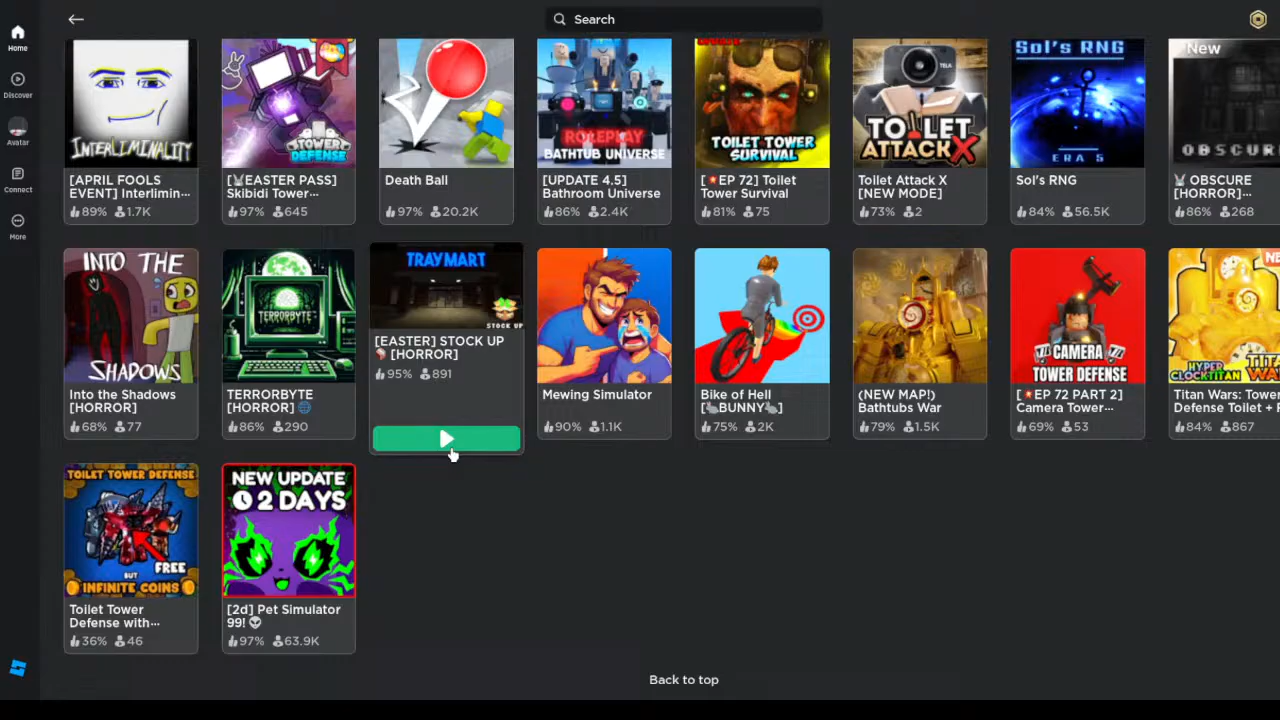 Search
Home
Discover
Avatar
Connect
More
INTERLIMINALITY
[APRIL FOOLS
EVENT] Interlimin···
89% 1.7K
TOWER
DEFENSE
[🐰EASTER PASS]
Skibidi Tower···
97% 645
Death Ball
97% 20.2K
ROLEPLAY
BATHTUB UNIVERSE
[UPDATE 4.5]
Bathroom Universe
86% 2.4K
UPDATE
TOILET TOWER
SURVIVAL
[💥EP 72] Toilet
Tower Survival
81% 75
TELA
TOILET
ATTACK X
Toilet Attack X
[NEW MODE]
73% 2
Sol's RNG
ERA 5
Sol's RNG
84% 56.5K
New
OBSCUR
🐰 OBSCURE
[HORROR]···
86% 268
INTO THE
SHADOWS
Into the Shadows
[HORROR]
68% 77
TERRORBYTE
TERRORBYTE
[HORROR] 🌐
86% 290
TRAYMART
STOCK UP
[EASTER] STOCK UP
[HORROR]
95% 891
Mewing Simulator
90% 1.1K
Bike of Hell
[🐇BUNNY🐇]
75% 2K
(NEW MAP!)
Bathtubs War
79% 1.5K
CAMERA
TOWER DEFENSE
[💥EP 72 PART 2]
Camera Tower···
69% 53
NE
HYPER
CLOCKTITAN
TITA
WA
Titan Wars: Tower
Defense Toilet +
84% 867
TOILET TOWER DEFENSE
FREE
BUT
INFINITE COINS
Toilet Tower
Defense with···
36% 46
NEW UPDATE
2 DAYS
[2d] Pet Simulator
99! 👽
97% 63.9K
Back to top